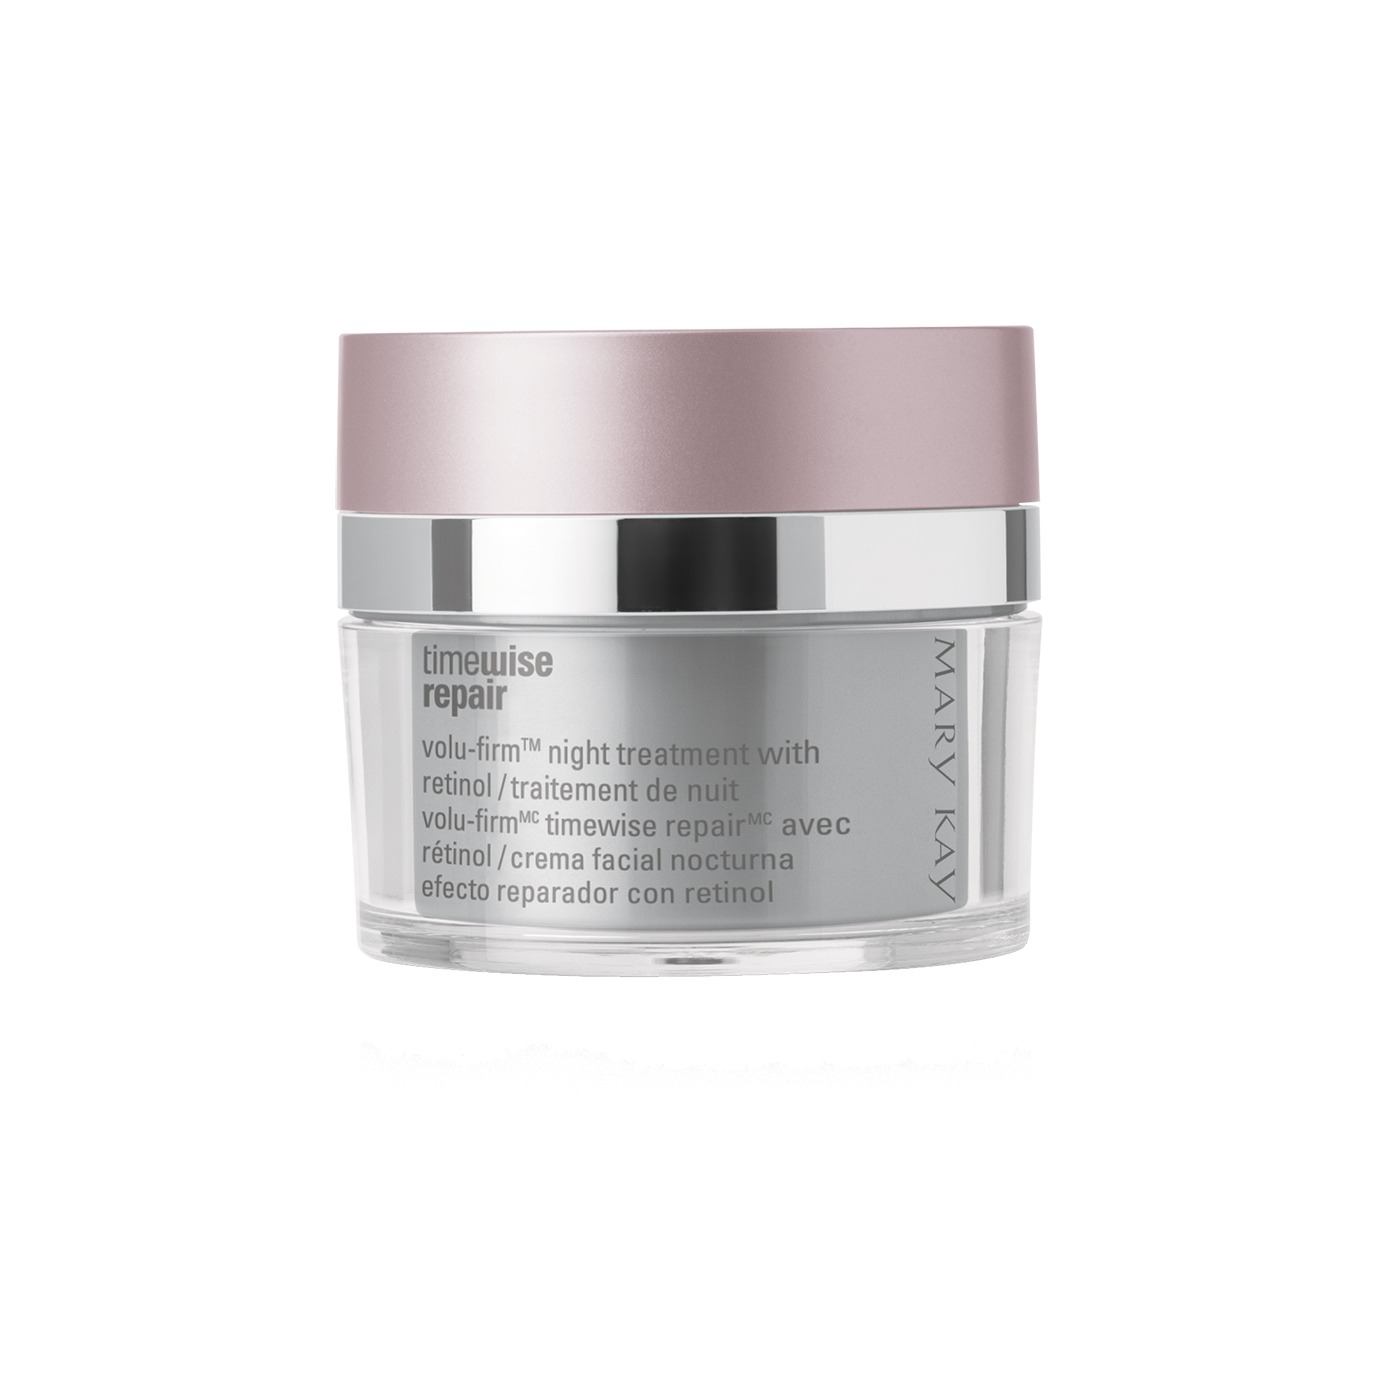 timewise
repair
volu-firm™ night treatment with
retinol / traitement de nuit
volu-firmᴹᶜ timewise repairᴹᶜ avec
rétinol / crema facial nocturna
efecto reparador con retinol
MARY KAY